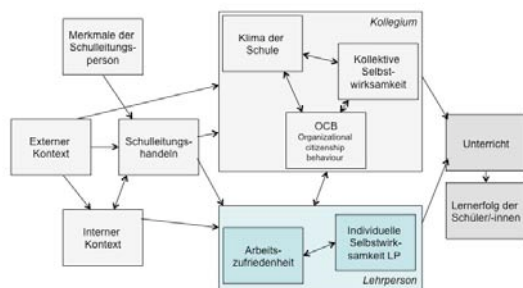 Kollegium
Merkmale der
Schulleitungs-
person
Klima der
Schule
Kollektive
Selbst-
wirksamkeit
OCB
Organizational
citizenship
behaviour
Externer
Kontext
Schulleitungs-
handeln
Unterricht
Lernerfolg der
Schüler/-innen
Interner
Kontext
Arbeits-
zufriedenheit
Individuelle
Selbstwirk-
samkeit LP
Lehrperson